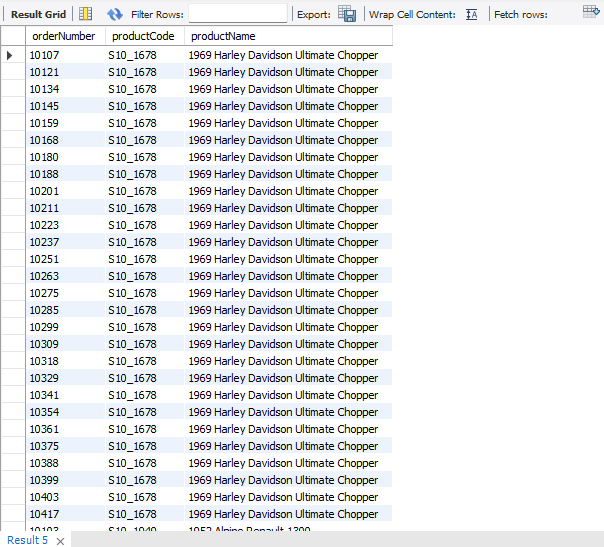 Result Grid Filter Rows: Export: Wrap Cell Content: Fetch rows:
orderNumber productCode productName
10107 S10_1678 1969 Harley Davidson Ultimate Chopper
10121 S10_1678 1969 Harley Davidson Ultimate Chopper
10134 S10_1678 1969 Harley Davidson Ultimate Chopper
10145 S10_1678 1969 Harley Davidson Ultimate Chopper
10159 S10_1678 1969 Harley Davidson Ultimate Chopper
10168 S10_1678 1969 Harley Davidson Ultimate Chopper
10180 S10_1678 1969 Harley Davidson Ultimate Chopper
10188 S10_1678 1969 Harley Davidson Ultimate Chopper
10201 S10_1678 1969 Harley Davidson Ultimate Chopper
10211 S10_1678 1969 Harley Davidson Ultimate Chopper
10223 S10_1678 1969 Harley Davidson Ultimate Chopper
10237 S10_1678 1969 Harley Davidson Ultimate Chopper
10251 S10_1678 1969 Harley Davidson Ultimate Chopper
10263 S10_1678 1969 Harley Davidson Ultimate Chopper
10275 S10_1678 1969 Harley Davidson Ultimate Chopper
10285 S10_1678 1969 Harley Davidson Ultimate Chopper
10299 S10_1678 1969 Harley Davidson Ultimate Chopper
10309 S10_1678 1969 Harley Davidson Ultimate Chopper
10318 S10_1678 1969 Harley Davidson Ultimate Chopper
10329 S10_1678 1969 Harley Davidson Ultimate Chopper
10341 S10_1678 1969 Harley Davidson Ultimate Chopper
10354 S10_1678 1969 Harley Davidson Ultimate Chopper
10361 S10_1678 1969 Harley Davidson Ultimate Chopper
10375 S10_1678 1969 Harley Davidson Ultimate Chopper
10388 S10_1678 1969 Harley Davidson Ultimate Chopper
10399 S10_1678 1969 Harley Davidson Ultimate Chopper
10403 S10_1678 1969 Harley Davidson Ultimate Chopper
10417 S10_1678 1969 Harley Davidson Ultimate Chopper
Result 5